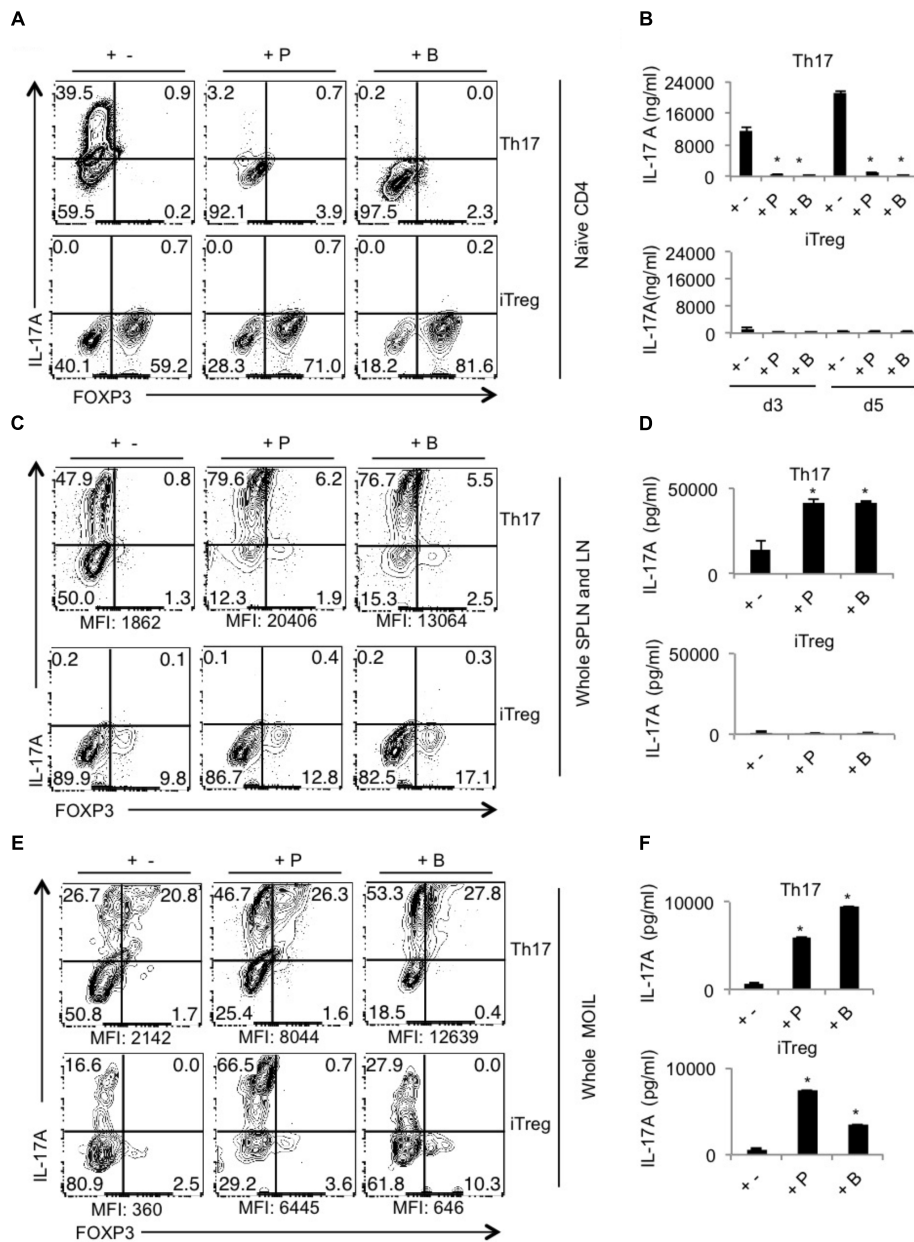 A
+ - + P + B
39.5 0.9 3.2 0.7 0.2 0.0
Th17
59.5 0.2 92.1 3.9 97.5 2.3
0.0 0.7 0.0 0.7 0.0 0.2
iTreg
40.1 59.2 28.3 71.0 18.2 81.6
IL-17A
FOXP3
Naïve CD4
B
Th17
IL-17 A (ng/ml)
24000
16000
8000
0
* * * *
+ - + P + B + - + P + B
iTreg
IL-17A(ng/ml)
24000
16000
8000
0
+ - + P + B + - + P + B
d3 d5
C
+ - + P + B
47.9 0.8 79.6 6.2 76.7 5.5
Th17
50.0 1.3 12.3 1.9 15.3 2.5
MFI: 1862 MFI: 20406 MFI: 13064
0.2 0.1 0.1 0.4 0.2 0.3
iTreg
89.9 9.8 86.7 12.8 82.5 17.1
IL-17A
FOXP3
Whole SPLN and LN
D
Th17
IL-17A (pg/ml)
50000
0
* *
+ - + P + B
iTreg
IL-17A (pg/ml)
50000
0
+ - + P + B
E
+ - + P + B
26.7 20.8 46.7 26.3 53.3 27.8
Th17
50.8 1.7 25.4 1.6 18.5 0.4
MFI: 2142 MFI: 8044 MFI: 12639
16.6 0.0 66.5 0.7 27.9 0.0
iTreg
80.9 2.5 29.2 3.6 61.8 10.3
MFI: 360 MFI: 6445 MFI: 646
IL-17A
FOXP3
Whole MOIL
F
Th17
IL-17A (pg/ml)
10000
0
* *
+ - + P + B
iTreg
IL-17A (pg/ml)
10000
0
* *
+ - + P + B